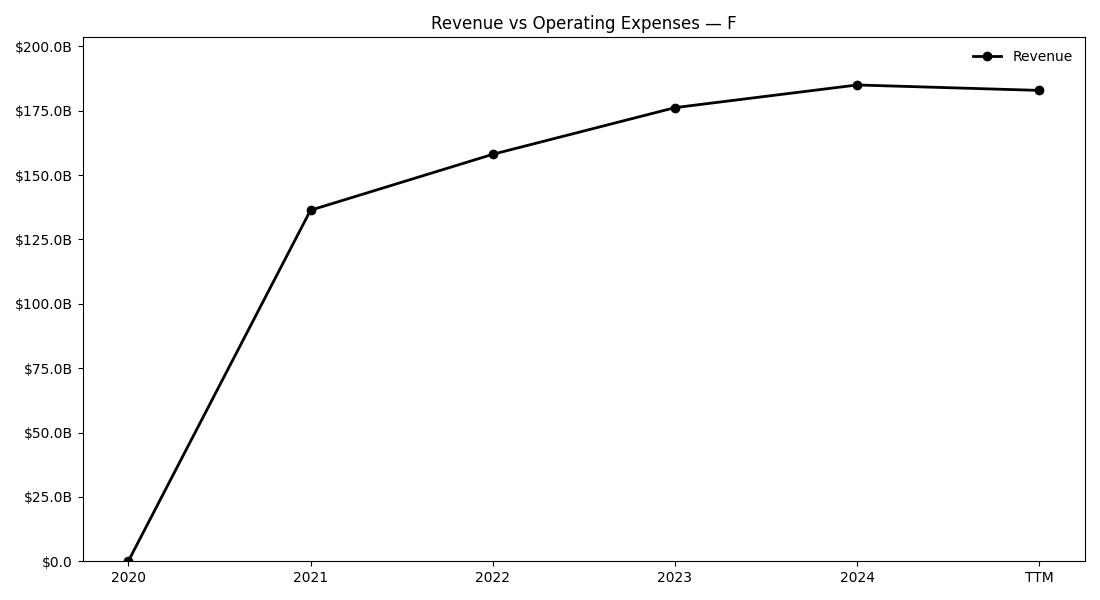 Revenue vs Operating Expenses — F
$200.0B
$175.0B
$150.0B
$125.0B
$100.0B
$75.0B
$50.0B
$25.0B
$0.0
Revenue
2020 2021 2022 2023 2024 TTM